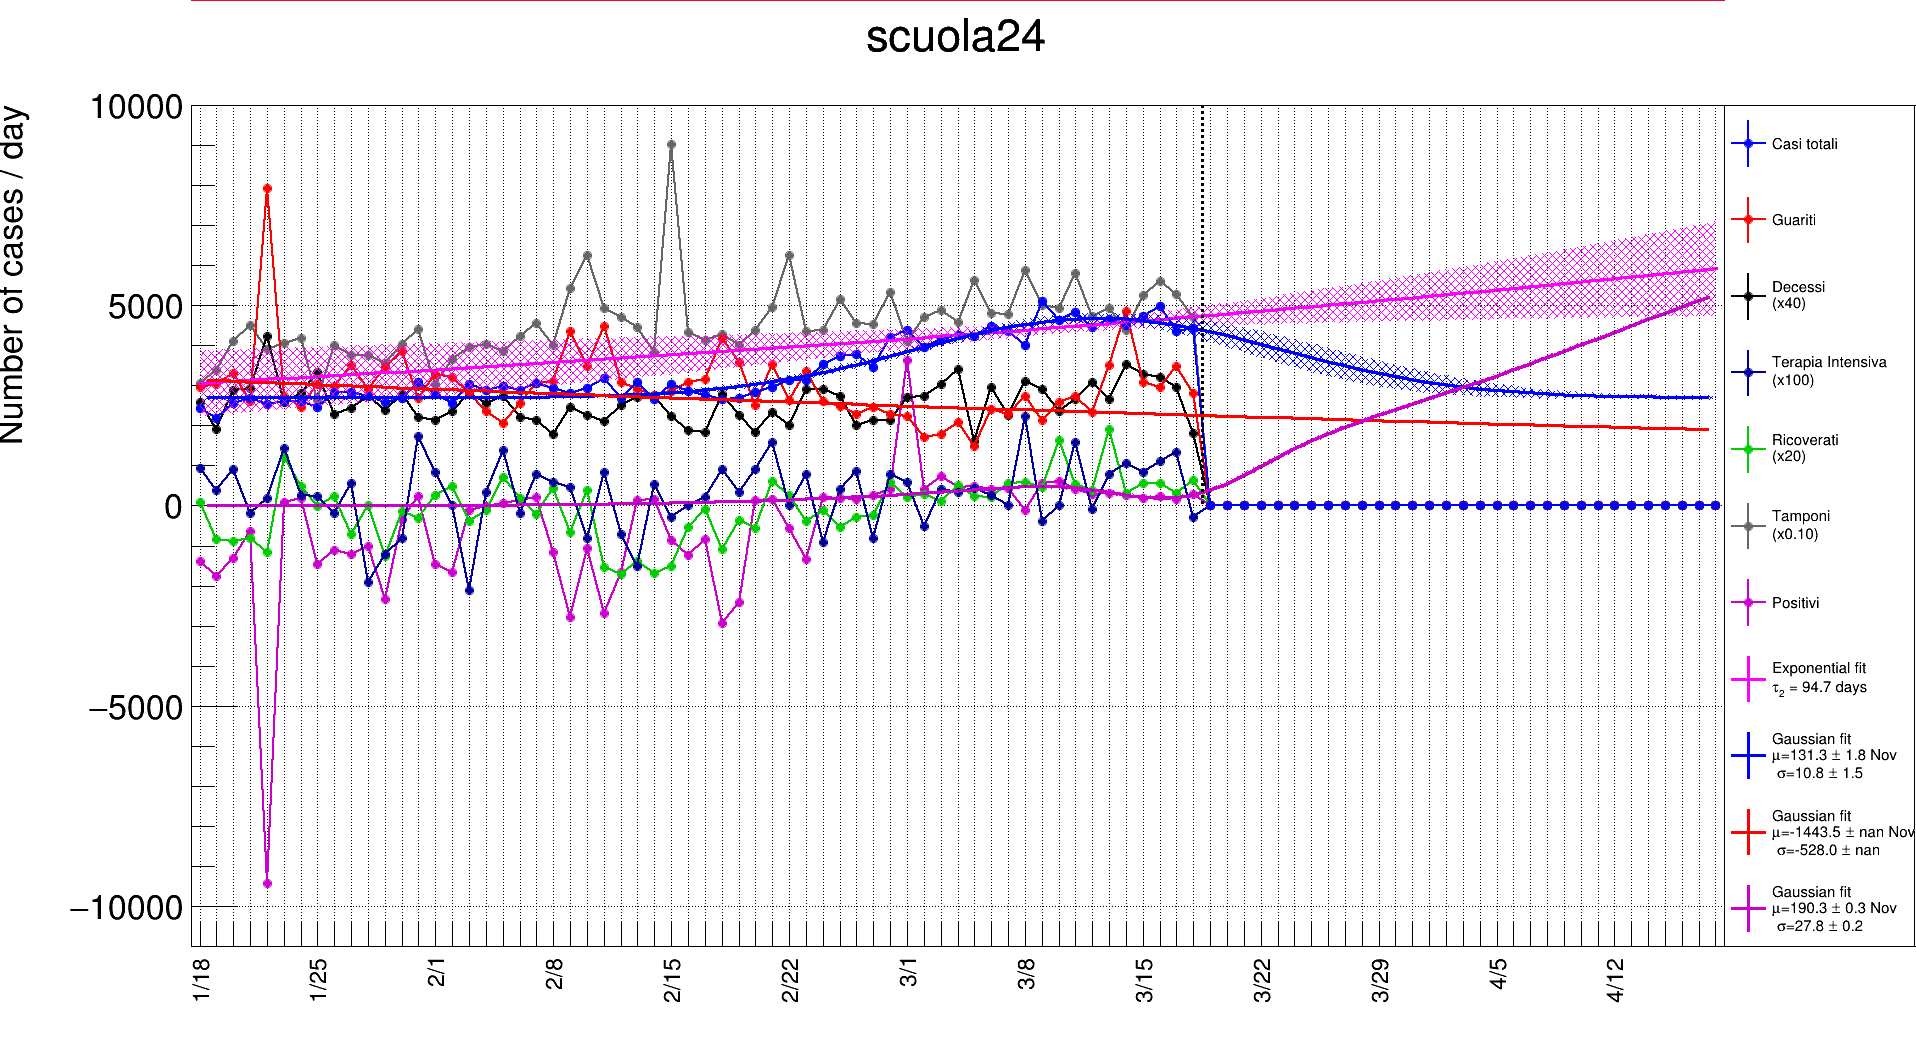 scuola24
Number of cases / day
10000
5000
0
−5000
−10000
1/18
1/25
2/1
2/8
2/15
2/22
3/1
3/8
3/15
3/22
3/29
4/5
4/12
Casi totali
Guariti
Decessi
(x40)
Terapia Intensiva
(x100)
Ricoverati
(x20)
Tamponi
(x0.10)
Positivi
Exponential fit
τ2 = 94.7 days
Gaussian fit
μ=131.3 ± 1.8 Nov
σ=10.8 ± 1.5
Gaussian fit
μ=-1443.5 ± nan Nov
σ=-528.0 ± nan
Gaussian fit
μ=190.3 ± 0.3 Nov
σ=27.8 ± 0.2